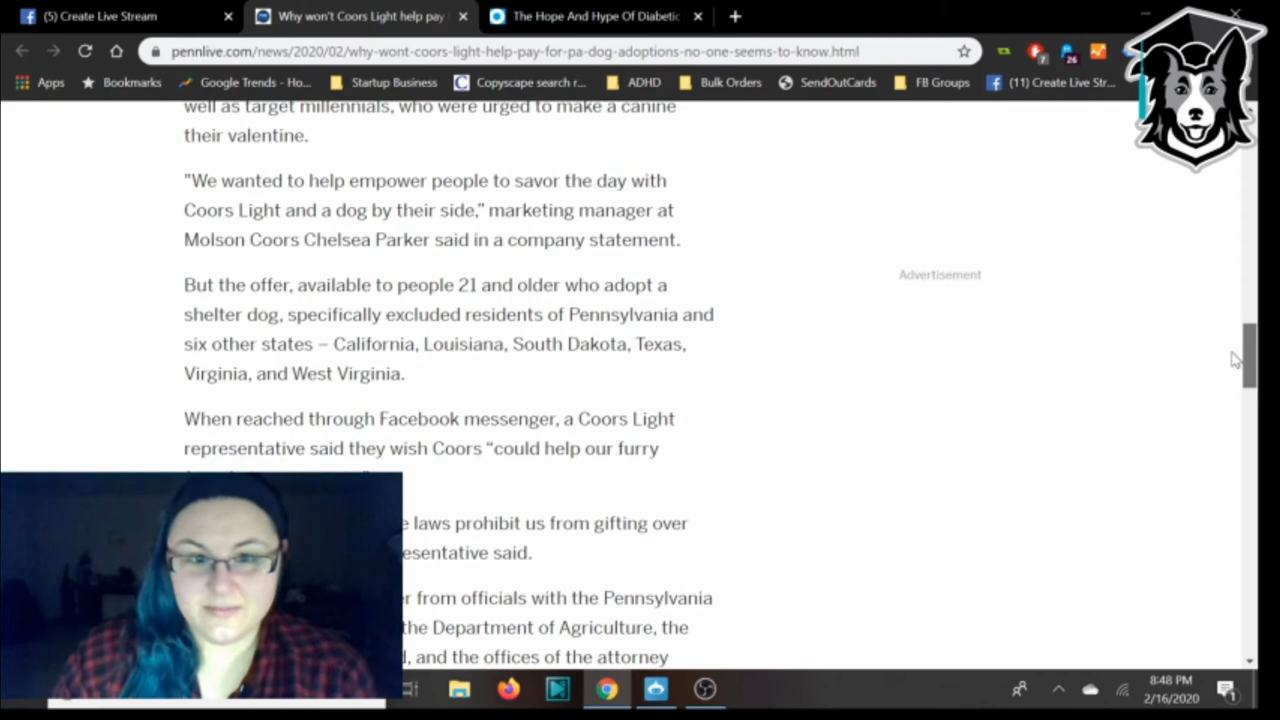 (5) Create Live Stream
Why won't Coors Light help pay
The Hope And Hype Of Diabetic
pennlive.com/news/2020/02/why-wont-coors-light-help-pay-for-pa-dog-adoptions-no-one-seems-to-know.html
7
26
Apps
Bookmarks
Google Trends - Ho...
Startup Business
Copyscape search r...
ADHD
Bulk Orders
SendOutCards
FB Groups
(11) Create Live Str...
well as target millennials, who were urged to make a canine
their valentine.
"We wanted to help empower people to savor the day with
Coors Light and a dog by their side,” marketing manager at
Molson Coors Chelsea Parker said in a company statement.
But the offer, available to people 21 and older who adopt a
shelter dog, specifically excluded residents of Pennsylvania and
six other states – California, Louisiana, South Dakota, Texas,
Virginia, and West Virginia.
When reached through Facebook messenger, a Coors Light
representative said they wish Coors “could help our furry
laws prohibit us from gifting over
said.
from officials with the Pennsylvania
the Department of Agriculture, the
and the offices of the attorney
Advertisement
8:48 PM
2/16/2020
1